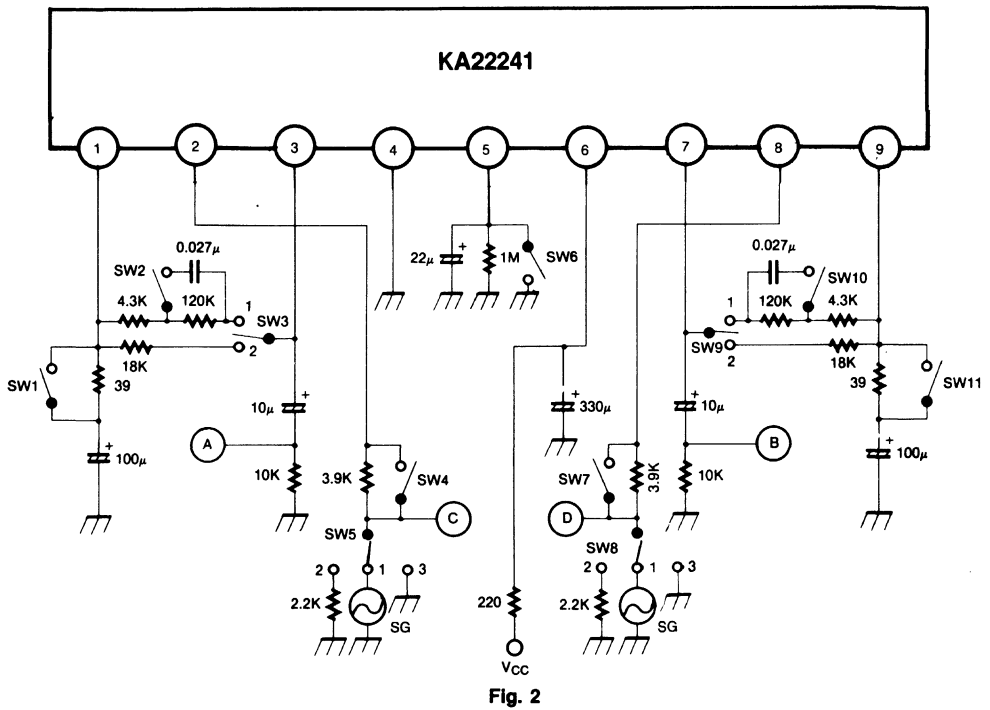 KA22241
1 2 3 4 5 6 7 8 9
0.027μ
SW2
4.3K 120K 1
SW3
18K 2
SW1
39
100μ
10μ
A
10K
3.9K
SW4
C
SW5
2 1 3
2.2K
SG
22μ
1M
SW6
330μ
220
VCC
0.027μ
SW10
1 120K 4.3K
SW9
2 18K
39
SW11
100μ
10μ
B
10K
3.9K
SW7
D
SW8
2 1 3
2.2K
SG
+
+
+
+
+
+
Fig. 2